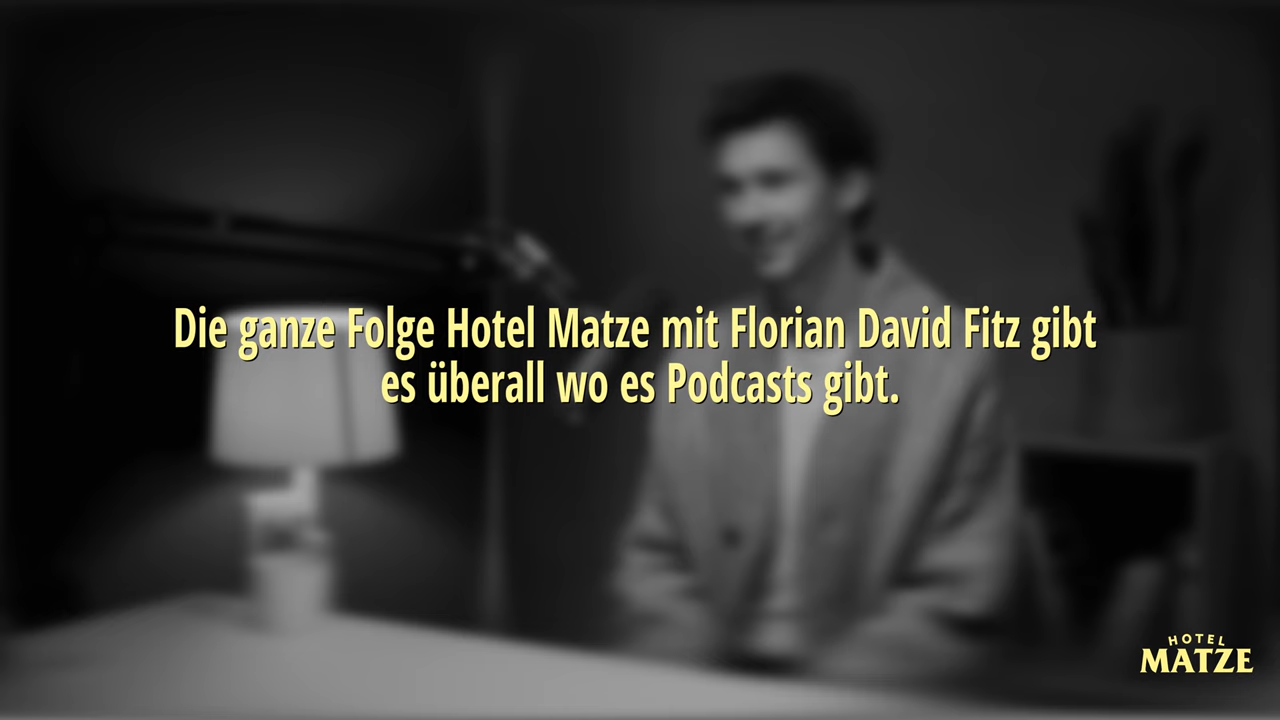 Die ganze Folge Hotel Matze mit Florian David Fitz gibt
es überall wo es Podcasts gibt.
HOTEL
MATZE